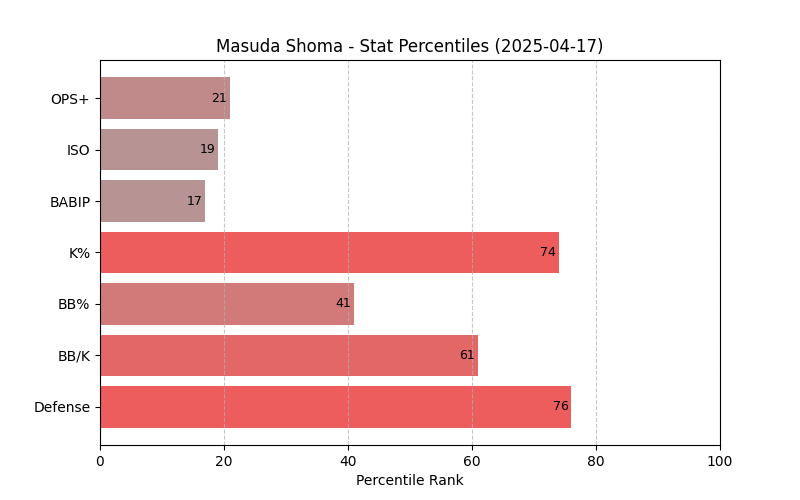 Masuda Shoma - Stat Percentiles (2025-04-17)
OPS+ 21
ISO 19
BABIP 17
K% 74
BB% 41
BB/K 61
Defense 76
0 20 40 60 80 100
Percentile Rank